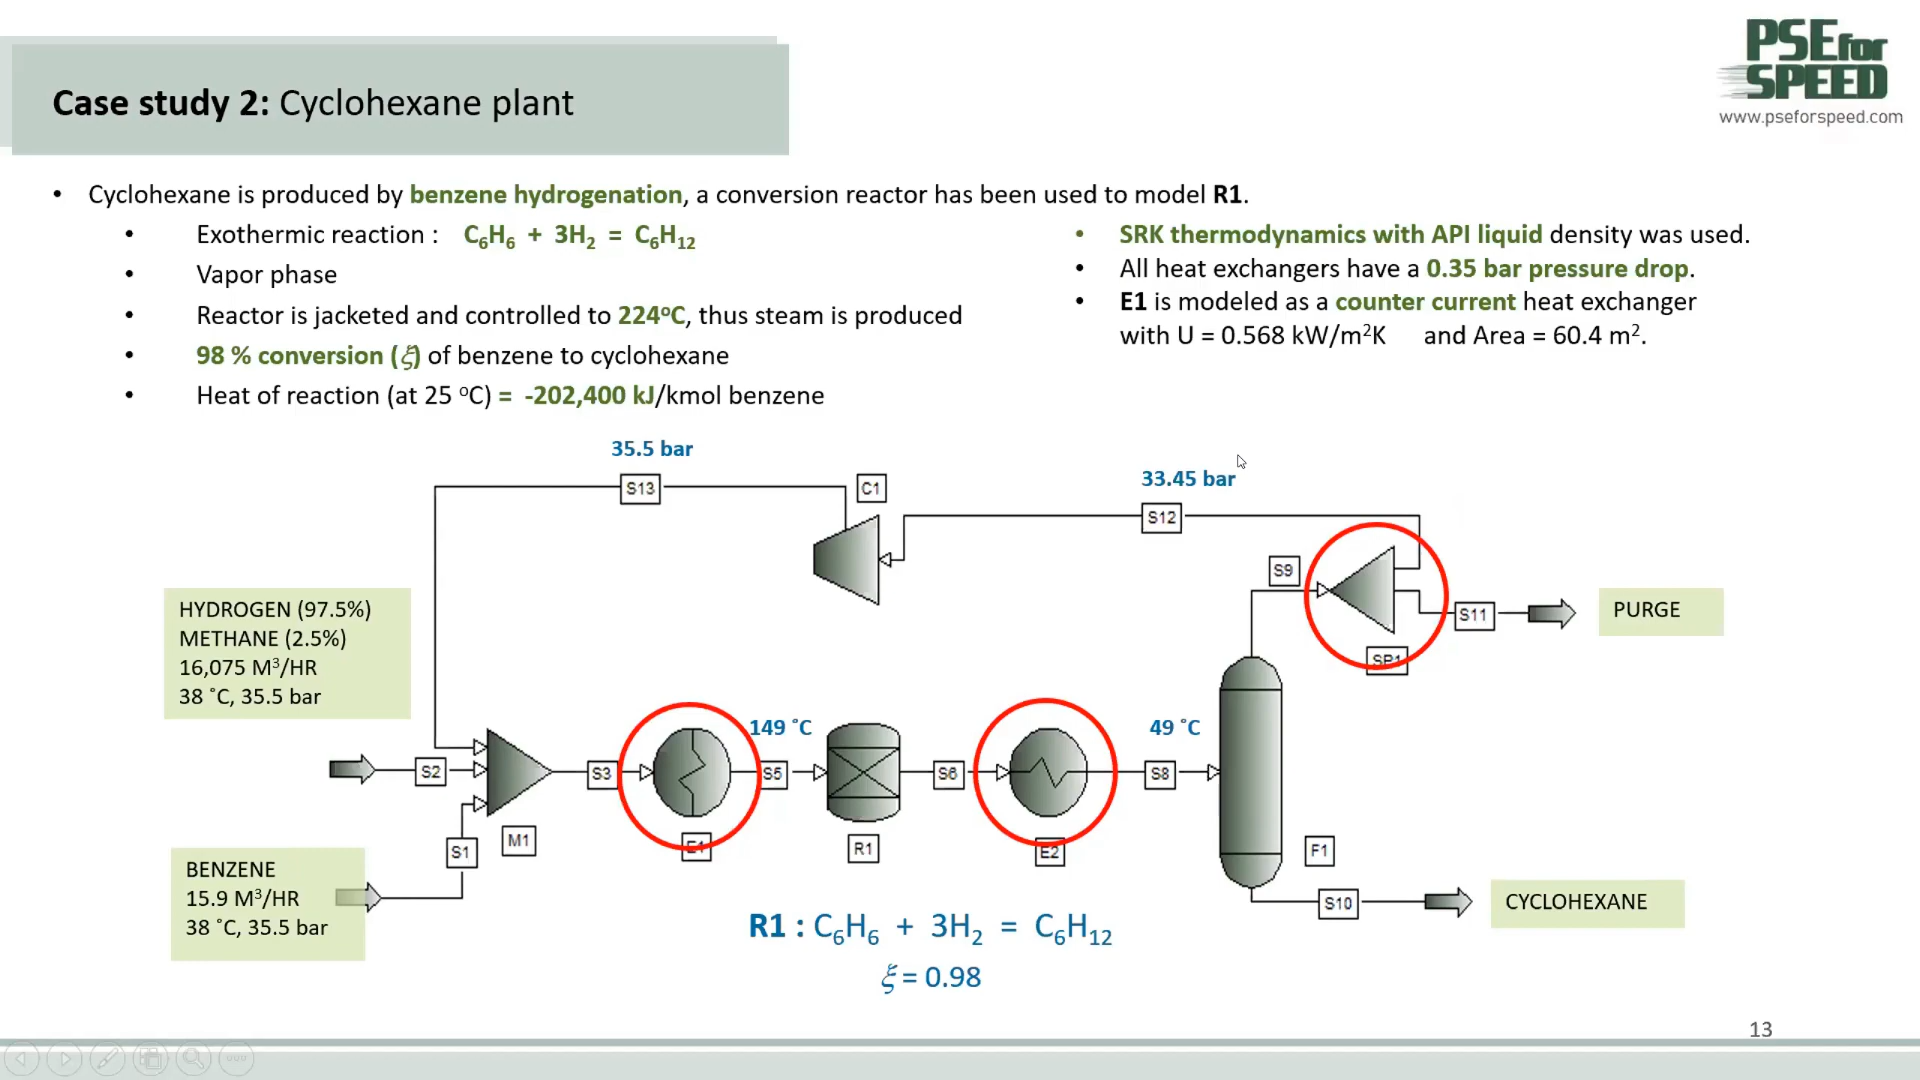 PSE for
SPEED
www.pseforspeed.com
Case study 2: Cyclohexane plant
• Cyclohexane is produced by benzene hydrogenation, a conversion reactor has been used to model R1.
• Exothermic reaction : C₆H₆ + 3H₂ = C₆H₁₂
• Vapor phase
• Reactor is jacketed and controlled to 224ºC, thus steam is produced
• 98 % conversion (ξ) of benzene to cyclohexane
• Heat of reaction (at 25 ºC) = -202,400 kJ/kmol benzene
• SRK thermodynamics with API liquid density was used.
• All heat exchangers have a 0.35 bar pressure drop.
• E1 is modeled as a counter current heat exchanger
with U = 0.568 kW/m²K and Area = 60.4 m².
35.5 bar
33.45 bar
S13
C1
S12
S9
HYDROGEN (97.5%)
METHANE (2.5%)
16,075 M³/HR
38 ˚C, 35.5 bar
S11
PURGE
SP1
149 ˚C
49 ˚C
S2
S3
S5
S6
S8
M1
S1
E1
R1
E2
F1
BENZENE
15.9 M³/HR
38 ˚C, 35.5 bar
S10
CYCLOHEXANE
R1 : C₆H₆ + 3H₂ = C₆H₁₂
ξ = 0.98
13